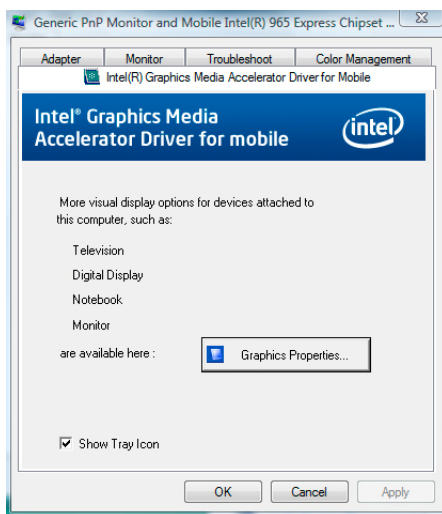 Generic PnP Monitor and Mobile Intel(R) 965 Express Chipset ...
Adapter Monitor Troubleshoot Color Management
Intel(R) Graphics Media Accelerator Driver for Mobile
Intel® Graphics Media
Accelerator Driver for mobile
intel
More visual display options for devices attached to
this computer, such as:
Television
Digital Display
Notebook
Monitor
are available here : Graphics Properties...
Show Tray Icon
OK Cancel Apply